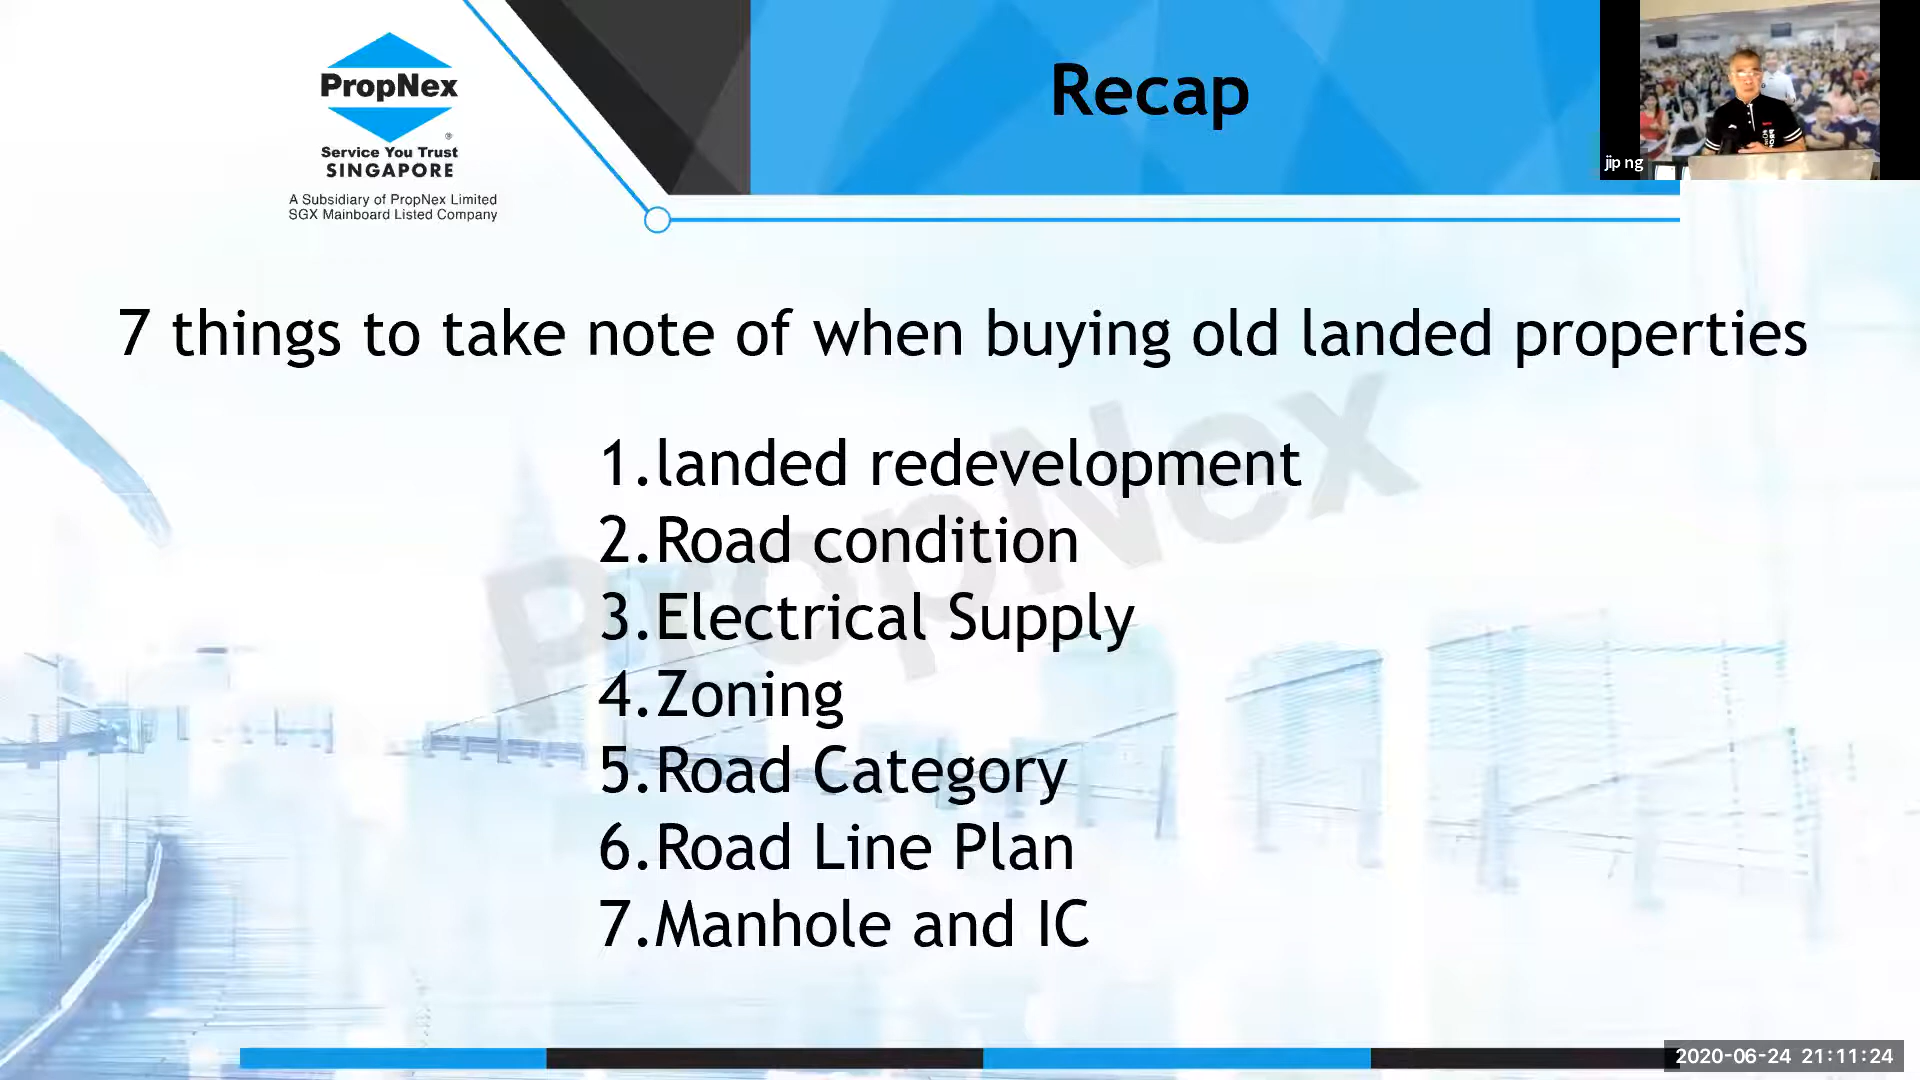 PropNex
®
Service You Trust
SINGAPORE
A Subsidiary of PropNex Limited
SGX Mainboard Listed Company
Recap
jip ng
7 things to take note of when buying old landed properties
PropNex
1.landed redevelopment
2.Road condition
3.Electrical Supply
4.Zoning
5.Road Category
6.Road Line Plan
7.Manhole and IC
2020-06-24 21:11:24